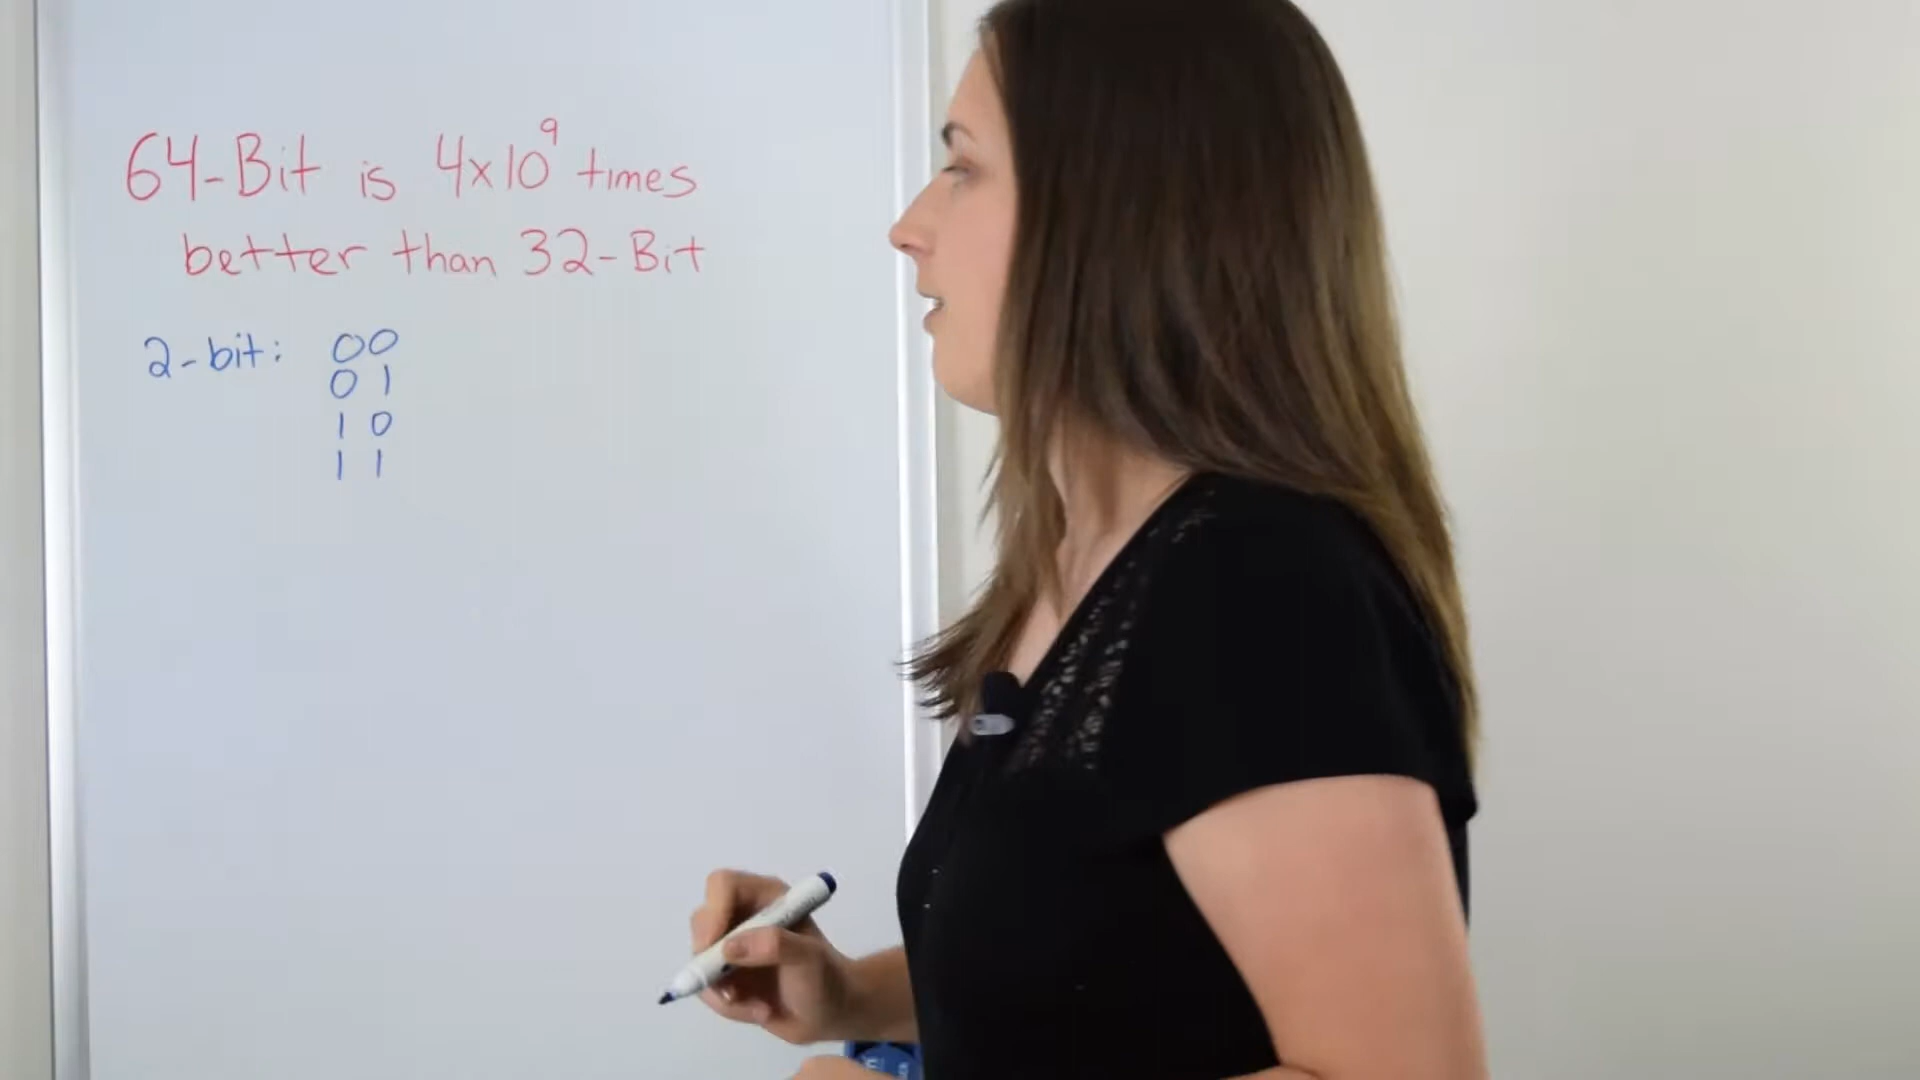 64-Bit is 4x10⁹ times
better than 32-Bit
2-bit: 00
01
10
11